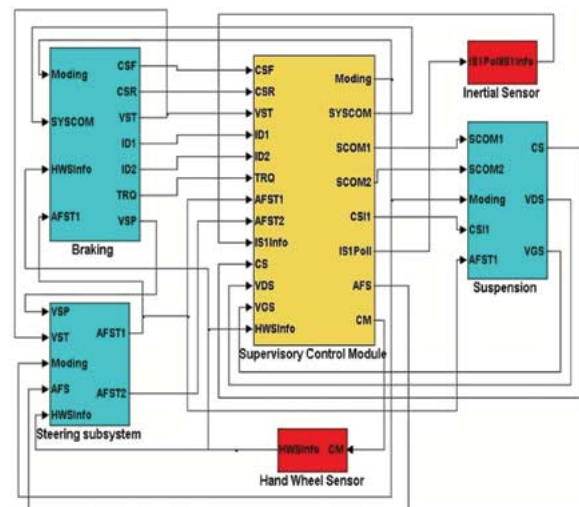 Moding
SYSCOM
HWSInfo
AFST1
CSF
CSR
VST
ID1
ID2
TRQ
VSP
Braking
CSF
CSR
VST
ID1
ID2
TRQ
AFST1
AFST2
IS1Info
CS
VDS
VGS
HWSInfo
Moding
SYSCOM
SCOM1
SCOM2
CSI1
IS1Poll
AFS
CM
Supervisory Control Module
Inertial Sensor
SCOM1
SCOM2
Moding
CSI1
AFST1
CS
VDS
VGS
Suspension
VSP
VST
Moding
AFS
HWSInfo
AFST1
AFST2
Steering subsystem
HWSInfo CM
Hand Wheel Sensor